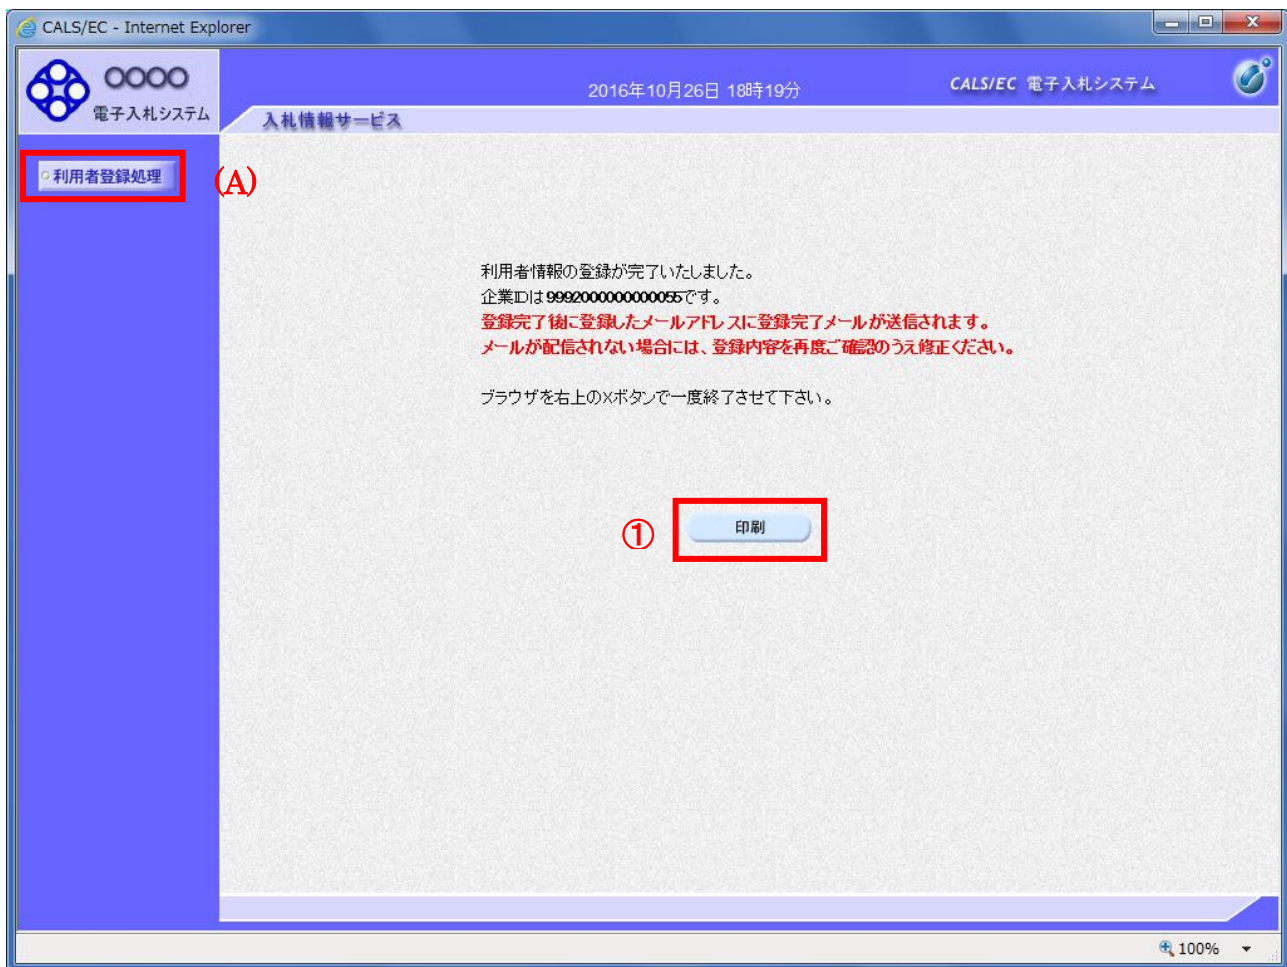 CALS/EC - Internet Explorer
○○○○
電子入札システム
2016年10月26日 18時19分
CALS/EC 電子入札システム
入札情報サービス
利用者登録処理
(A)
利用者情報の登録が完了いたしました。
企業IDは9992000000000055です。
登録完了後に登録したメールアドレスに登録完了メールが送信されます。
メールが配信されない場合には、登録内容を再度ご確認のうえ修正ください。
ブラウザを右上の×ボタンで一度終了させて下さい。
①
印刷
100%